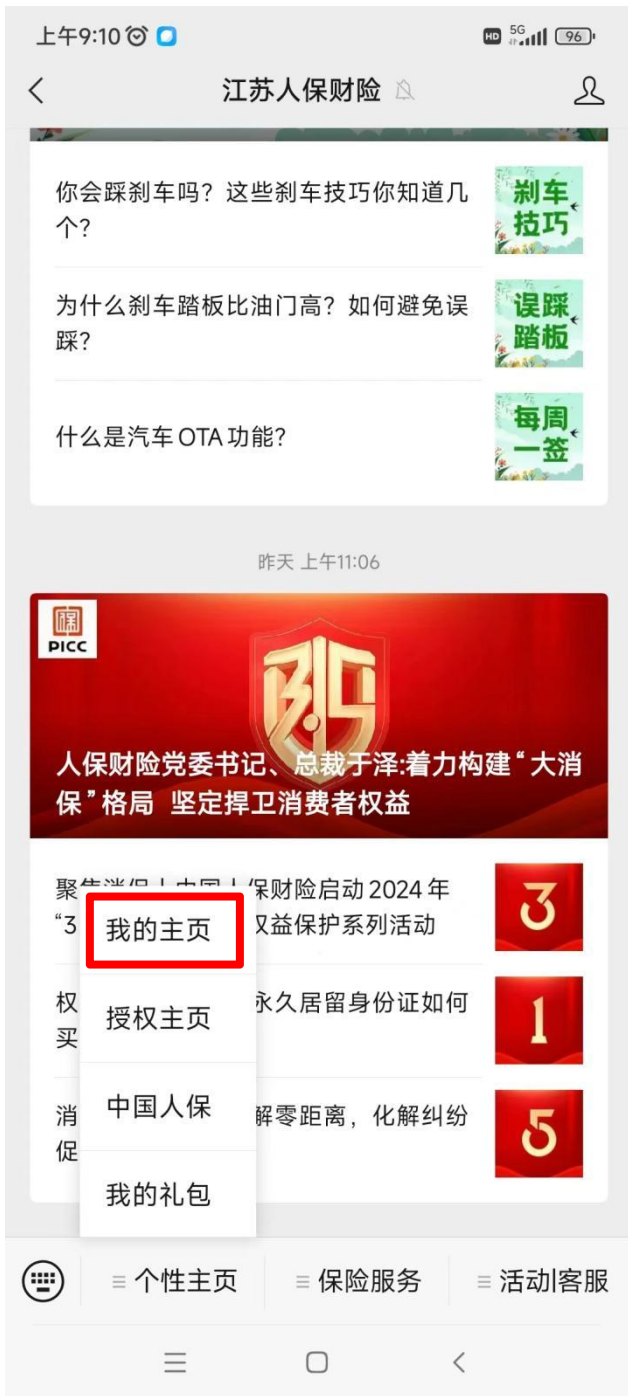 上午9:10
HD 5G 96
江苏人保财险
你会踩刹车吗？这些刹车技巧你知道几
个？
刹车
技巧
为什么刹车踏板比油门高？如何避免误
踩？
误踩
踏板
什么是汽车OTA功能？
每周
一签
昨天 上午11:06
PICC
人保财险党委书记、总裁于泽:着力构建“大消
保”格局 坚定捍卫消费者权益
保财险启动2024年
“3
权益保护系列活动
3
权
永久居留身份证如何
买
1
消
解零距离，化解纠纷
促
5
我的主页
授权主页
中国人保
我的礼包
个性主页
保险服务
活动|客服